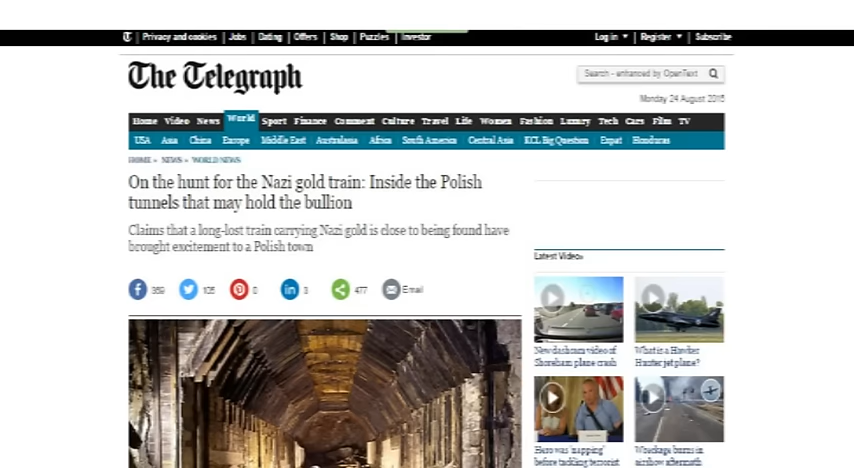 Privacy and cookies | Jobs | Dating | Offers | Shop | Puzzles | Investor
Log in ▼ | Register ▼ | Subscribe
The Telegraph
Search - enhanced by OpenText
Monday 24 August 2015
Home Video News World Sport Finance Comment Culture Travel Life Women Fashion Luxury Tech Cars Film TV
USA Asia China Europe Middle East Australasia Africa South America Central Asia KCL Big Question Expat Honduras
HOME » NEWS » WORLD NEWS
On the hunt for the Nazi gold train: Inside the Polish
tunnels that may hold the bullion
Claims that a long-lost train carrying Nazi gold is close to being found have
brought excitement to a Polish town
0 3 477 Email
Latest Video»
New dashcam video of
Shoreham plane crash
What is a Hawker
Hunter jet plane?
Hero was 'napping'
before tackling terrorist
Wreckage burns in
airshow aftermath